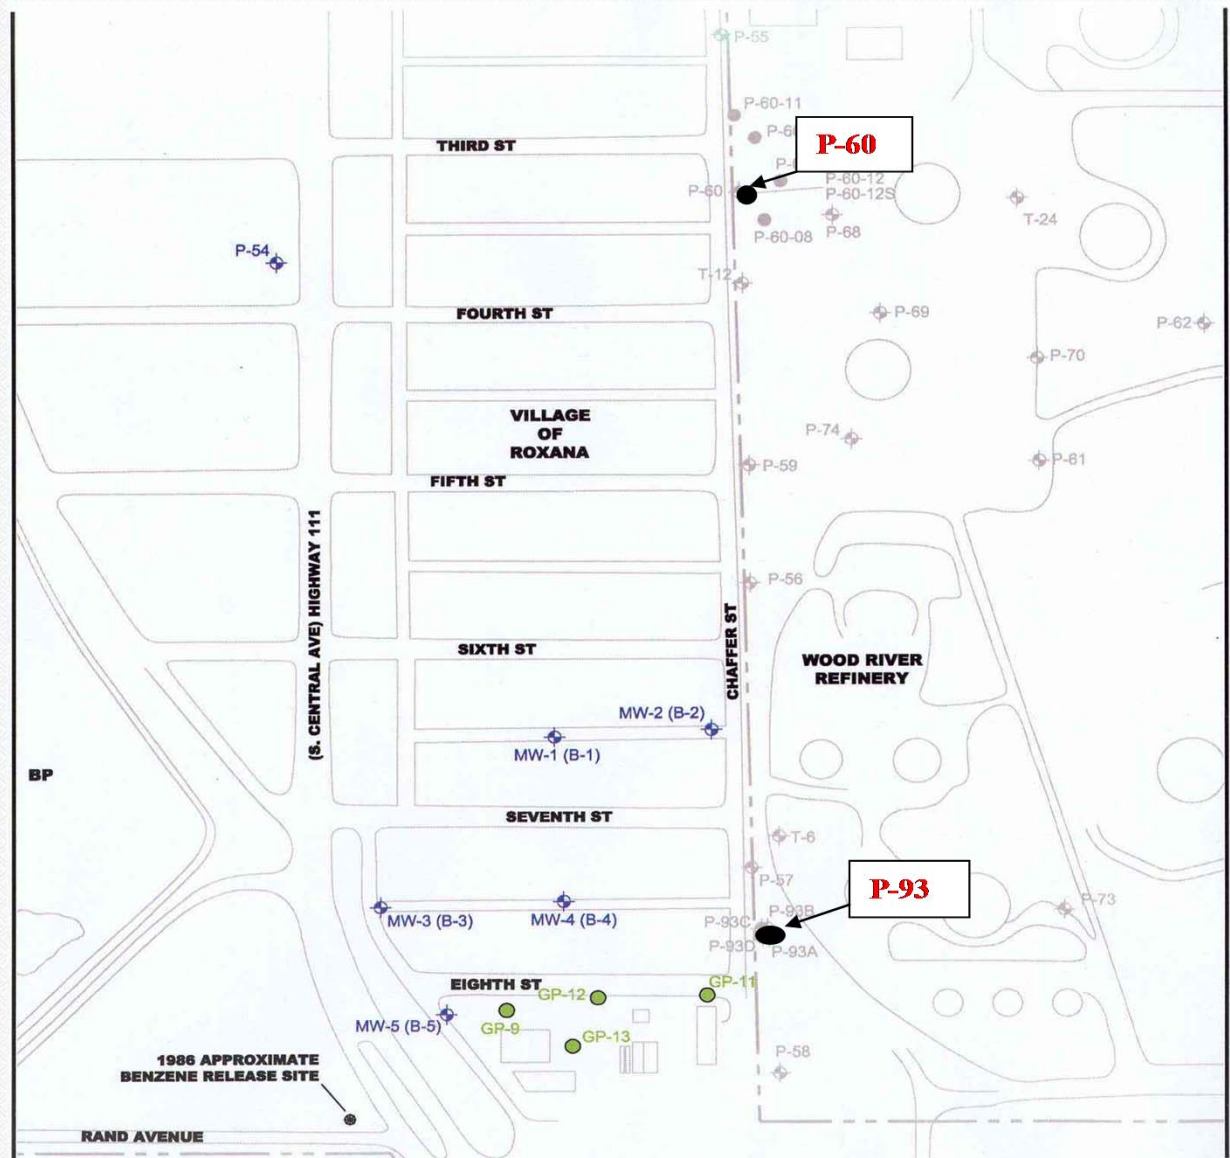 P-55
P-60-11
P-60
THIRD ST
P-60
P-60-12
P-60-12S
P-60-08
P-68
T-24
P-54
T-12
FOURTH ST
P-69
P-62
P-70
VILLAGE
OF
ROXANA
P-74
P-59
P-61
FIFTH ST
(S. CENTRAL AVE) HIGHWAY 111
P-56
CHAFFER ST
SIXTH ST
WOOD RIVER
REFINERY
MW-2 (B-2)
MW-1 (B-1)
BP
SEVENTH ST
T-6
P-57
P-93
MW-3 (B-3)
MW-4 (B-4)
P-93B
P-93C
P-73
P-93D
P-93A
EIGHTH ST
GP-11
GP-12
GP-9
MW-5 (B-5)
GP-13
P-58
1986 APPROXIMATE
BENZENE RELEASE SITE
RAND AVENUE